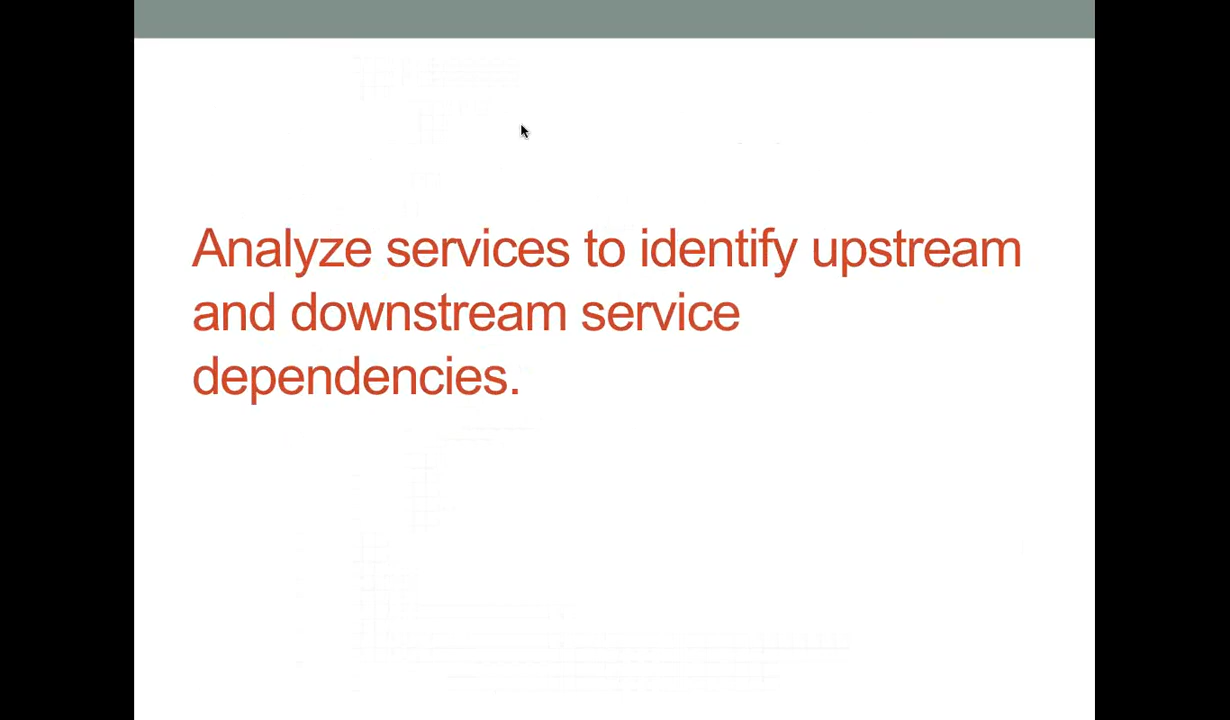 Analyze services to identify upstream
and downstream service
dependencies.